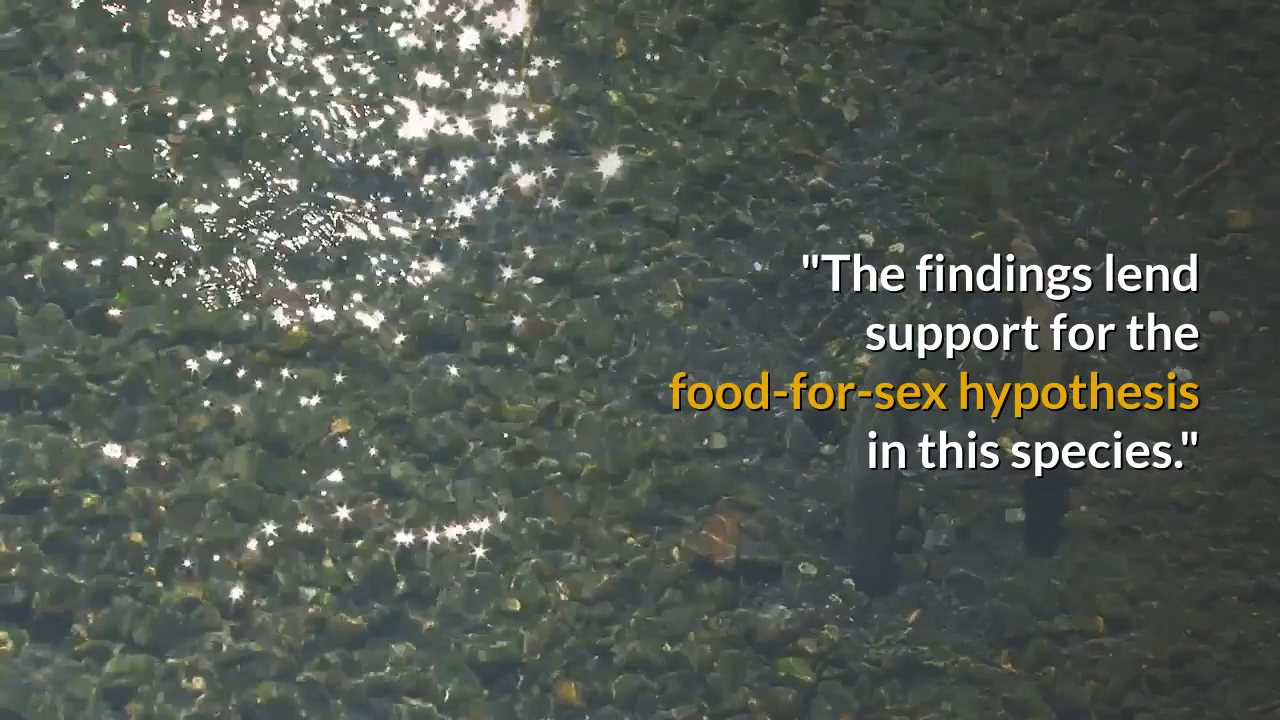 "The findings lend
support for the
food-for-sex hypothesis
in this species."